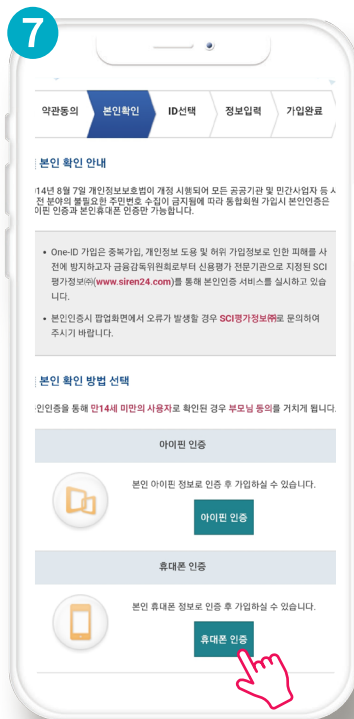 7
약관동의
본인확인
ID선택
정보입력
가입완료
본인 확인 안내
14년 8월 7일 개인정보보호법이 개정 시행되어 모든 공공기관 및 민간사업자 등
전 분야의 불필요한 주민번호 수집이 금지됨에 따라 통합회원 가입시 본인인증은
이핀 인증과 본인휴대폰 인증만 가능합니다.
• One-ID 가입은 중복가입, 개인정보 도용 및 허위 가입정보로 인한 피해를 사
전에 방지하고자 금융감독위원회로부터 신용평가 전문기관으로 지정된 SCI
평가정보㈜(www.siren24.com)를 통해 본인인증 서비스를 실시하고 있습
니다.
• 본인인증시 팝업화면에서 오류가 발생할 경우 SCI평가정보㈜로 문의하여
주시기 바랍니다.
본인 확인 방법 선택
인인증을 통해 만14세 미만의 사용자로 확인된 경우 부모님 동의를 거치게 됩니다.
아이핀 인증
본인 아이핀 정보로 인증 후 가입하실 수 있습니다.
아이핀 인증
휴대폰 인증
본인 휴대폰 정보로 인증 후 가입하실 수 있습니다.
휴대폰 인증